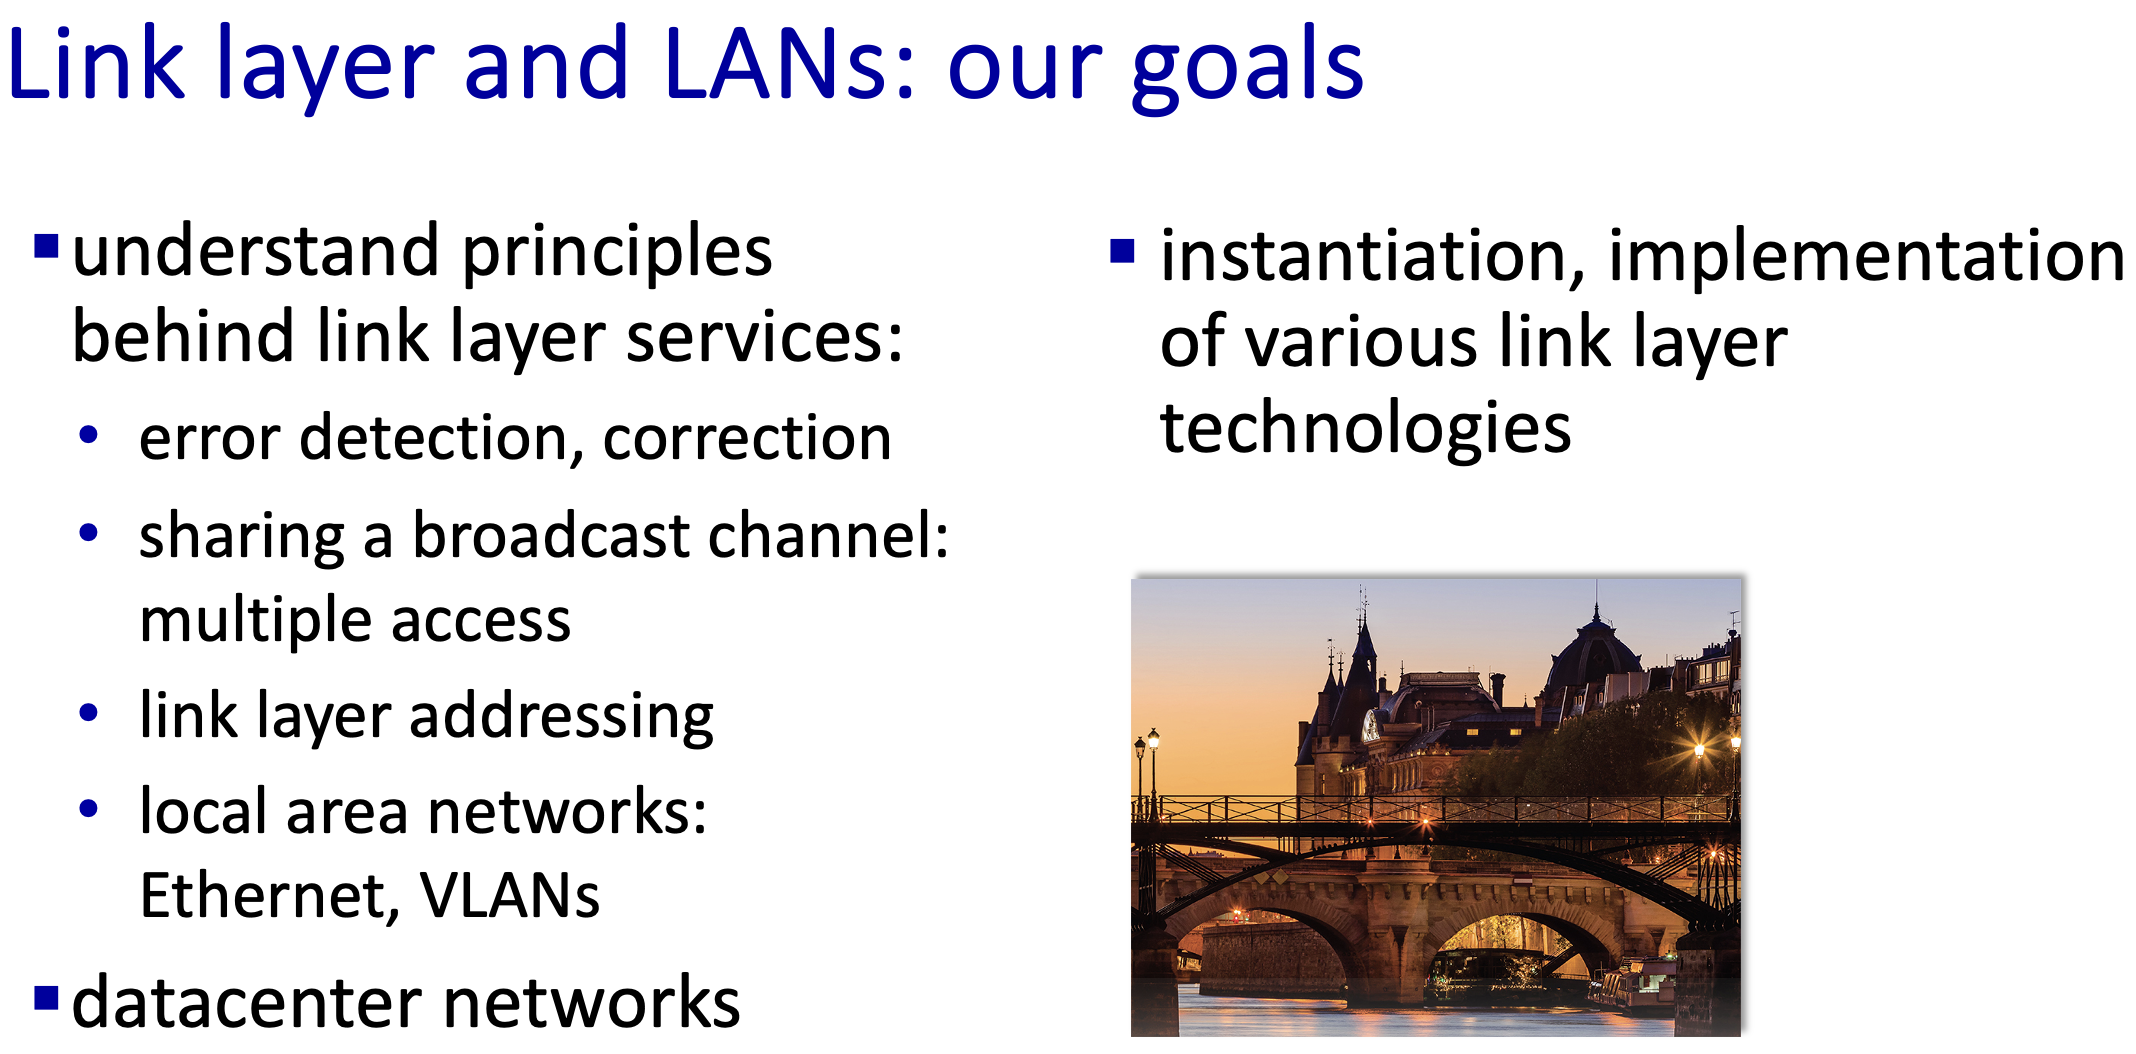 Link layer and LANs: our goals
▪ understand principles
behind link layer services:
• error detection, correction
• sharing a broadcast channel:
multiple access
• link layer addressing
• local area networks:
Ethernet, VLANs
▪ datacenter networks
▪ instantiation, implementation
of various link layer
technologies